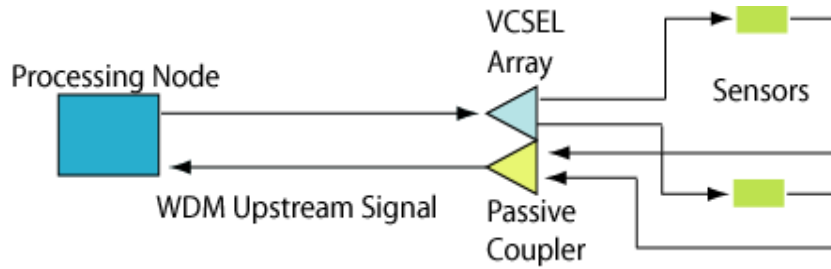 VCSEL
Array
Processing Node
Sensors
WDM Upstream Signal
Passive
Coupler